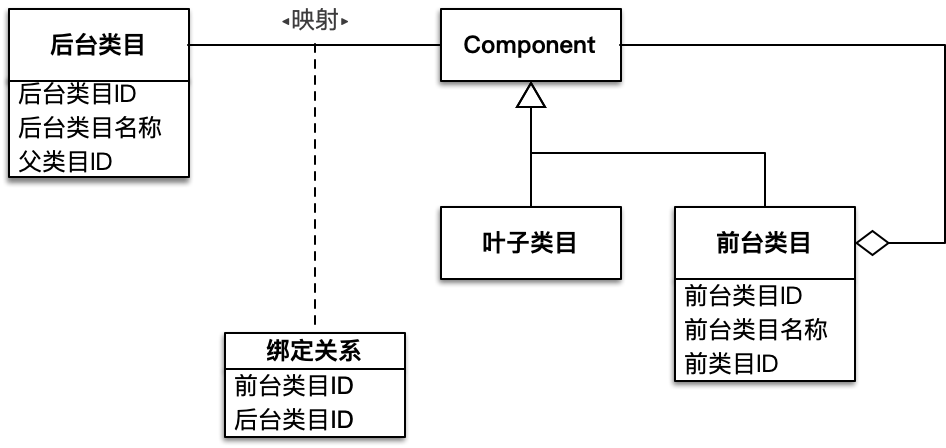 ◂映射▸
后台类目
后台类目ID
后台类目名称
父类目ID
Component
叶子类目
前台类目
前台类目ID
前台类目名称
前类目ID
绑定关系
前台类目ID
后台类目ID